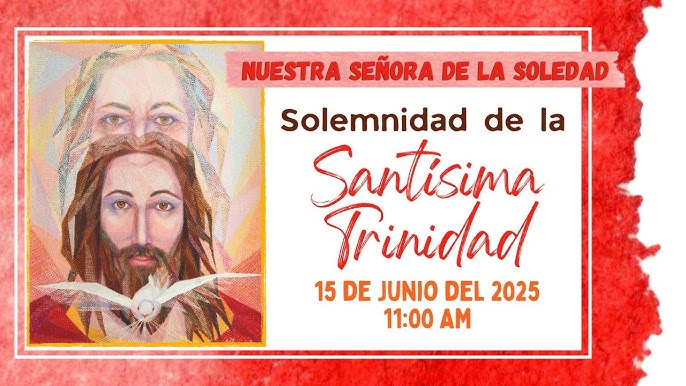 NUESTRA SEÑORA DE LA SOLEDAD
Solemnidad de la
Santísima
Trinidad
15 DE JUNIO DEL 2025
11:00 AM